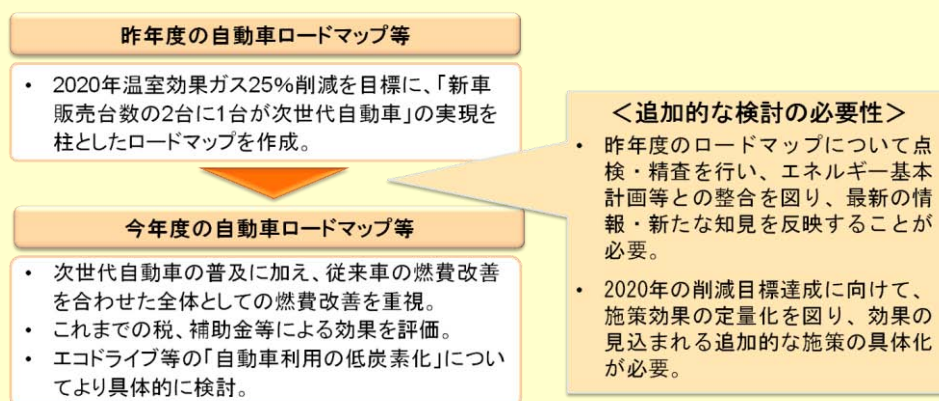 昨年度の自動車ロードマップ等
• 2020年温室効果ガス25%削減を目標に、「新車
販売台数の2台に1台が次世代自動車」の実現を
柱としたロードマップを作成。
今年度の自動車ロードマップ等
• 次世代自動車の普及に加え、従来車の燃費改善
を合わせた全体としての燃費改善を重視。
• これまでの税、補助金等による効果を評価。
• エコドライブ等の「自動車利用の低炭素化」につい
てより具体的に検討。
＜追加的な検討の必要性＞
• 昨年度のロードマップについて点
検・精査を行い、エネルギー基本
計画等との整合を図り、最新の情
報・新たな知見を反映することが
必要。
• 2020年の削減目標達成に向けて、
施策効果の定量化を図り、効果の
見込まれる追加的な施策の具体化
が必要。